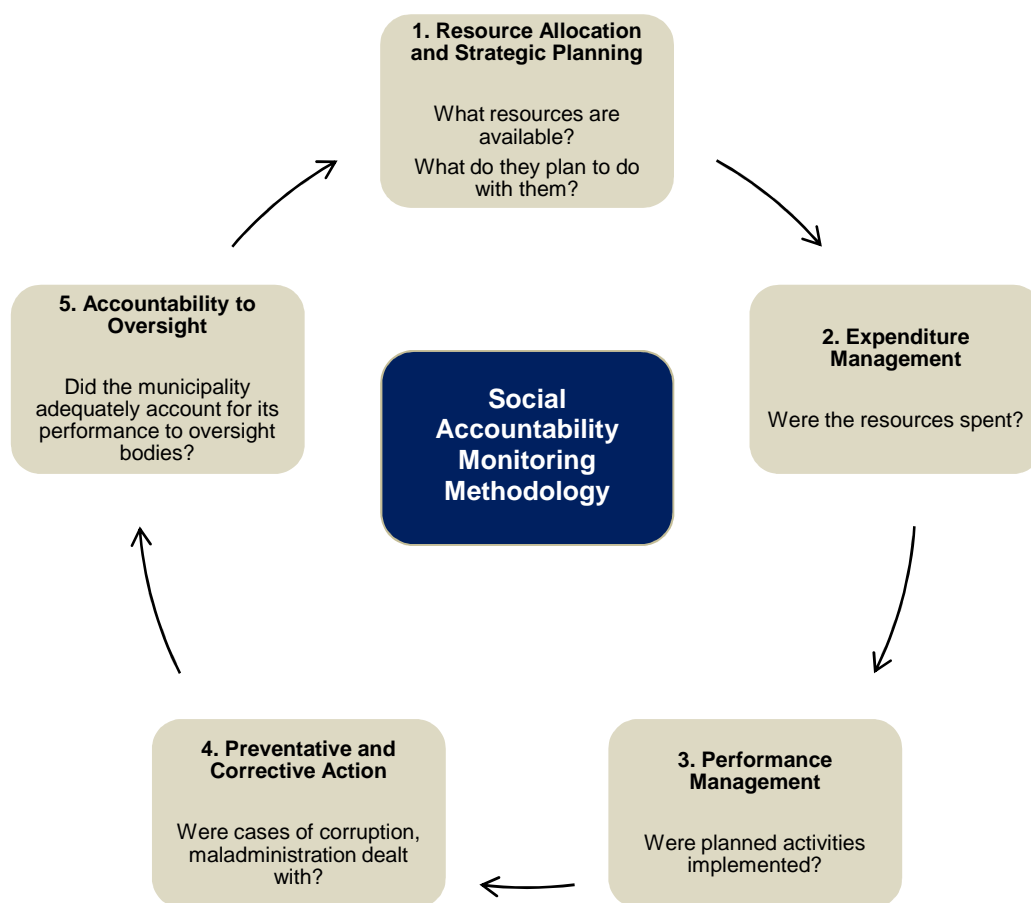 1. Resource Allocation
and Strategic Planning
What resources are
available?
What do they plan to do
with them?
2. Expenditure
Management
Were the resources spent?
3. Performance
Management
Were planned activities
implemented?
4. Preventative and
Corrective Action
Were cases of corruption,
maladministration dealt
with?
5. Accountability to
Oversight
Did the municipality
adequately account for its
performance to oversight
bodies?
Social
Accountability
Monitoring
Methodology